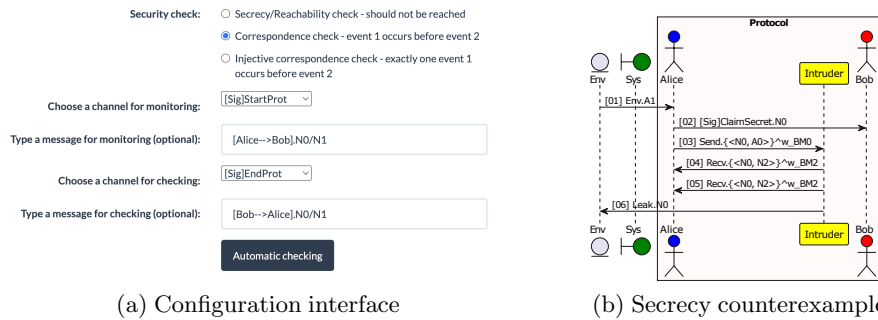 Security check:
Secrecy/Reachability check - should not be reached
Correspondence check - event 1 occurs before event 2
Injective correspondence check - exactly one event 1
occurs before event 2
Choose a channel for monitoring:
[Sig]StartProt
Type a message for monitoring (optional):
[Alice-->Bob].N0/N1
Choose a channel for checking:
[Sig]EndProt
Type a message for checking (optional):
[Bob-->Alice].N0/N1
Automatic checking
(a) Configuration interface
Protocol
Env Sys Alice Intruder Bob
[01] Env.A1
[02] [Sig]ClaimSecret.N0
[03] Send.{<N0, A0>}^w_BM0
[04] Recv.{<N0, N2>}^w_BM2
[05] Recv.{<N0, N2>}^w_BM2
[06] Leak.N0
Env Sys Alice Intruder Bob
(b) Secrecy counterexample